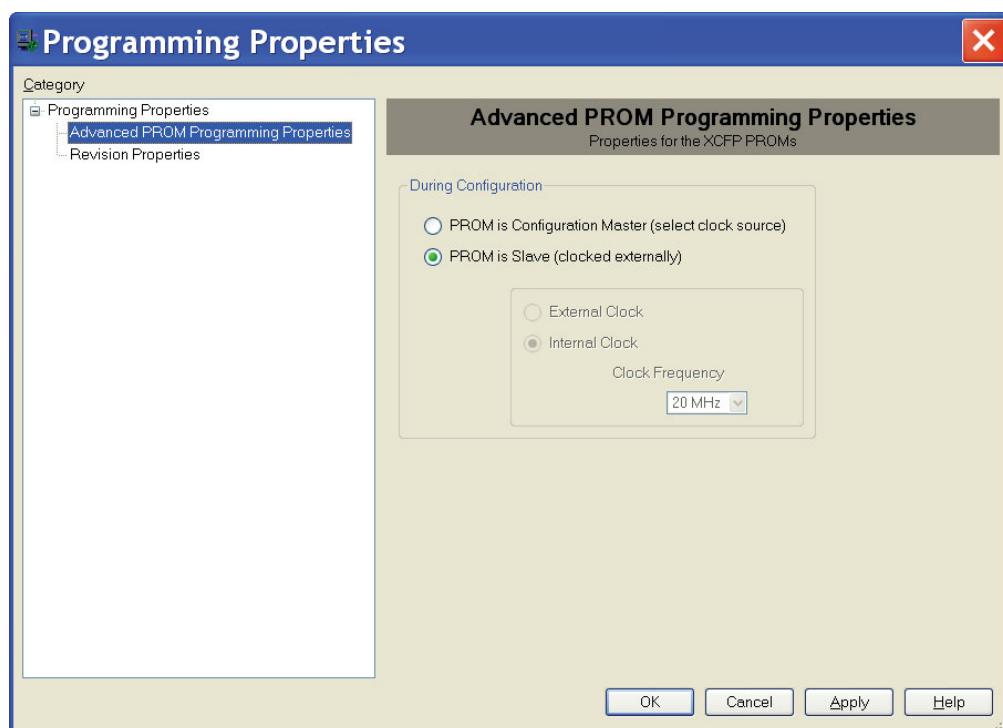 Programming Properties
Category
Programming Properties
Advanced PROM Programming Properties
Revision Properties
Advanced PROM Programming Properties
Properties for the XCFP PROMs
During Configuration
PROM is Configuration Master (select clock source)
PROM is Slave (clocked externally)
External Clock
Internal Clock
Clock Frequency
20 MHz
OK Cancel Apply Help